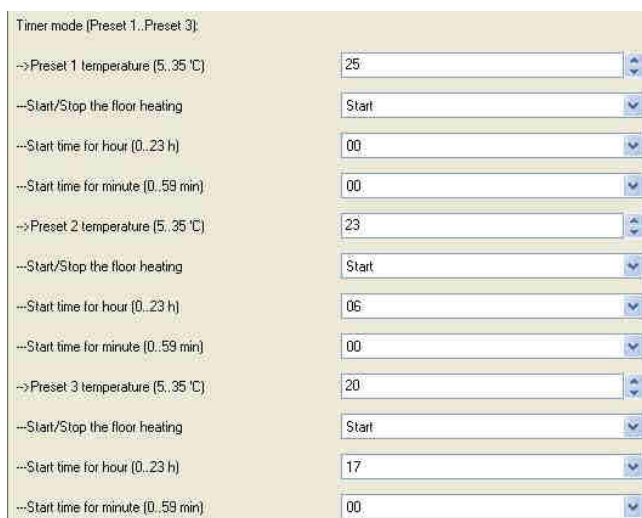 Timer mode (Preset 1..Preset 3):
-->Preset 1 temperature (5..35 'C) 25
---Start/Stop the floor heating Start
---Start time for hour (0..23 h) 00
---Start time for minute (0..59 min) 00
-->Preset 2 temperature (5..35 'C) 23
---Start/Stop the floor heating Start
---Start time for hour (0..23 h) 06
---Start time for minute (0..59 min) 00
-->Preset 3 temperature (5..35 'C) 20
---Start/Stop the floor heating Start
---Start time for hour (0..23 h) 17
---Start time for minute (0..59 min) 00